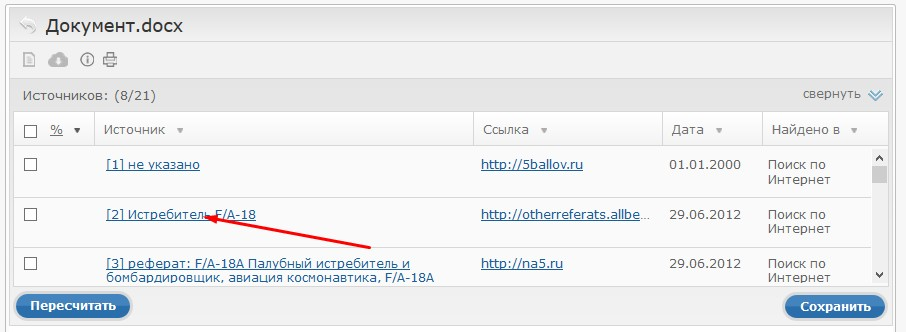 Документ.docx
Источников: (8/21) свернуть
% Источник Ссылка Дата Найдено в
[1] не указано http://5ballov.ru 01.01.2000 Поиск по
Интернет
[2] Истребитель F/A-18 http://otherreferats.allbe... 29.06.2012 Поиск по
Интернет
[3] реферат: F/A-18A Палубный истребитель и http://na5.ru 29.06.2012 Поиск по
бомбардировщик, авиация космонавтика, F/A-18A Интернет
Пересчитать Сохранить